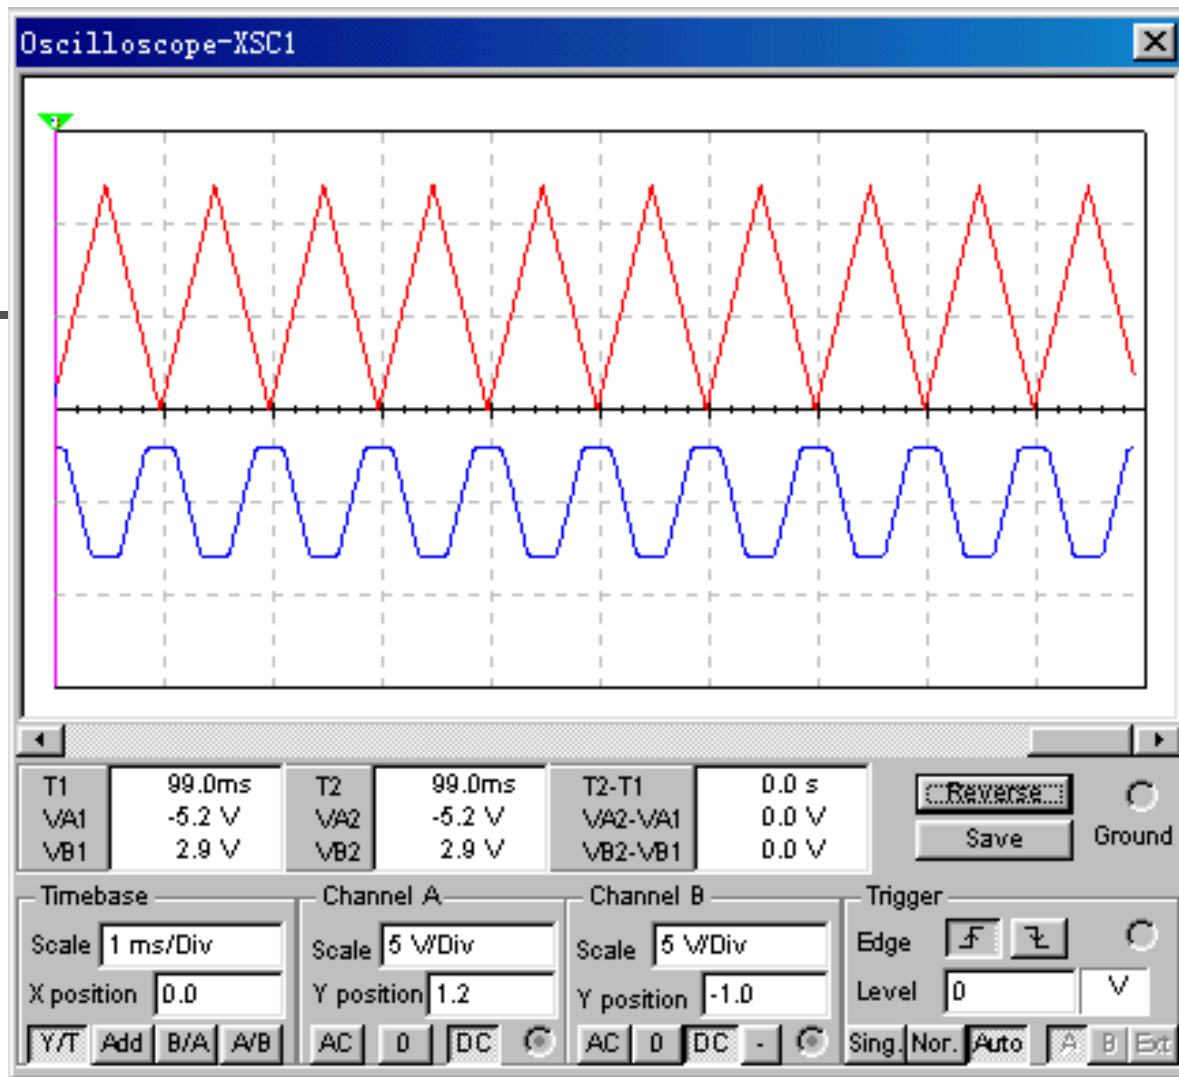 Oscilloscope-XSC1
T1 99.0ms T2 99.0ms T2-T1 0.0 s Reverse
VA1 -5.2 V VA2 -5.2 V VA2-VA1 0.0 V
VB1 2.9 V VB2 2.9 V VB2-VB1 0.0 V Save Ground
Timebase Channel A Channel B Trigger
Scale 1 ms/Div Scale 5 V/Div Scale 5 V/Div Edge
X position 0.0 Y position 1.2 Y position -1.0 Level 0 V
Y/T Add B/A A/B AC 0 DC AC 0 DC - Sing. Nor. Auto A B Ext